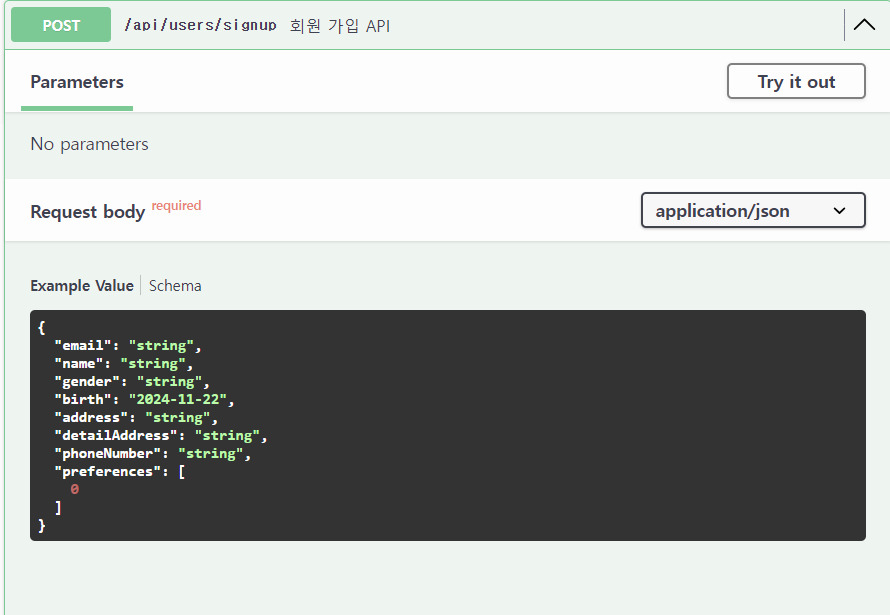 POST /api/users/signup 회원 가입 API
Parameters
Try it out
No parameters
Request body required
application/json
Example Value Schema
{
  "email": "string",
  "name": "string",
  "gender": "string",
  "birth": "2024-11-22",
  "address": "string",
  "detailAddress": "string",
  "phoneNumber": "string",
  "preferences": [
    0
  ]
}